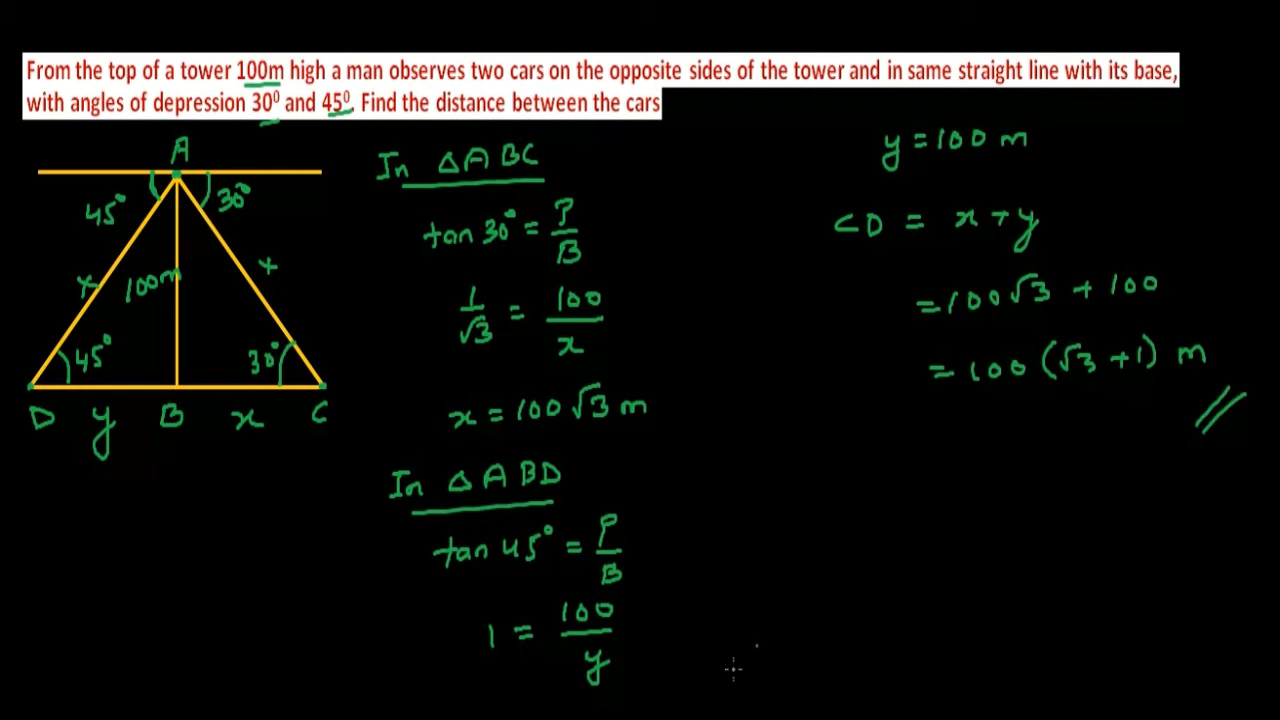 From the top of a tower 100m high a man observes two cars on the opposite sides of the tower and in same straight line with its base,
with angles of depression 30⁰ and 45⁰. Find the distance between the cars
A
45° 30°
100m
45° 30°
D y B x C
In △ABC
tan 30° = P/B
1/√3 = 100/x
x = 100√3 m
In △ABD
tan 45° = P/B
1 = 100/y
y = 100 m
CD = x + y
= 100√3 + 100
= 100 (√3 + 1) m